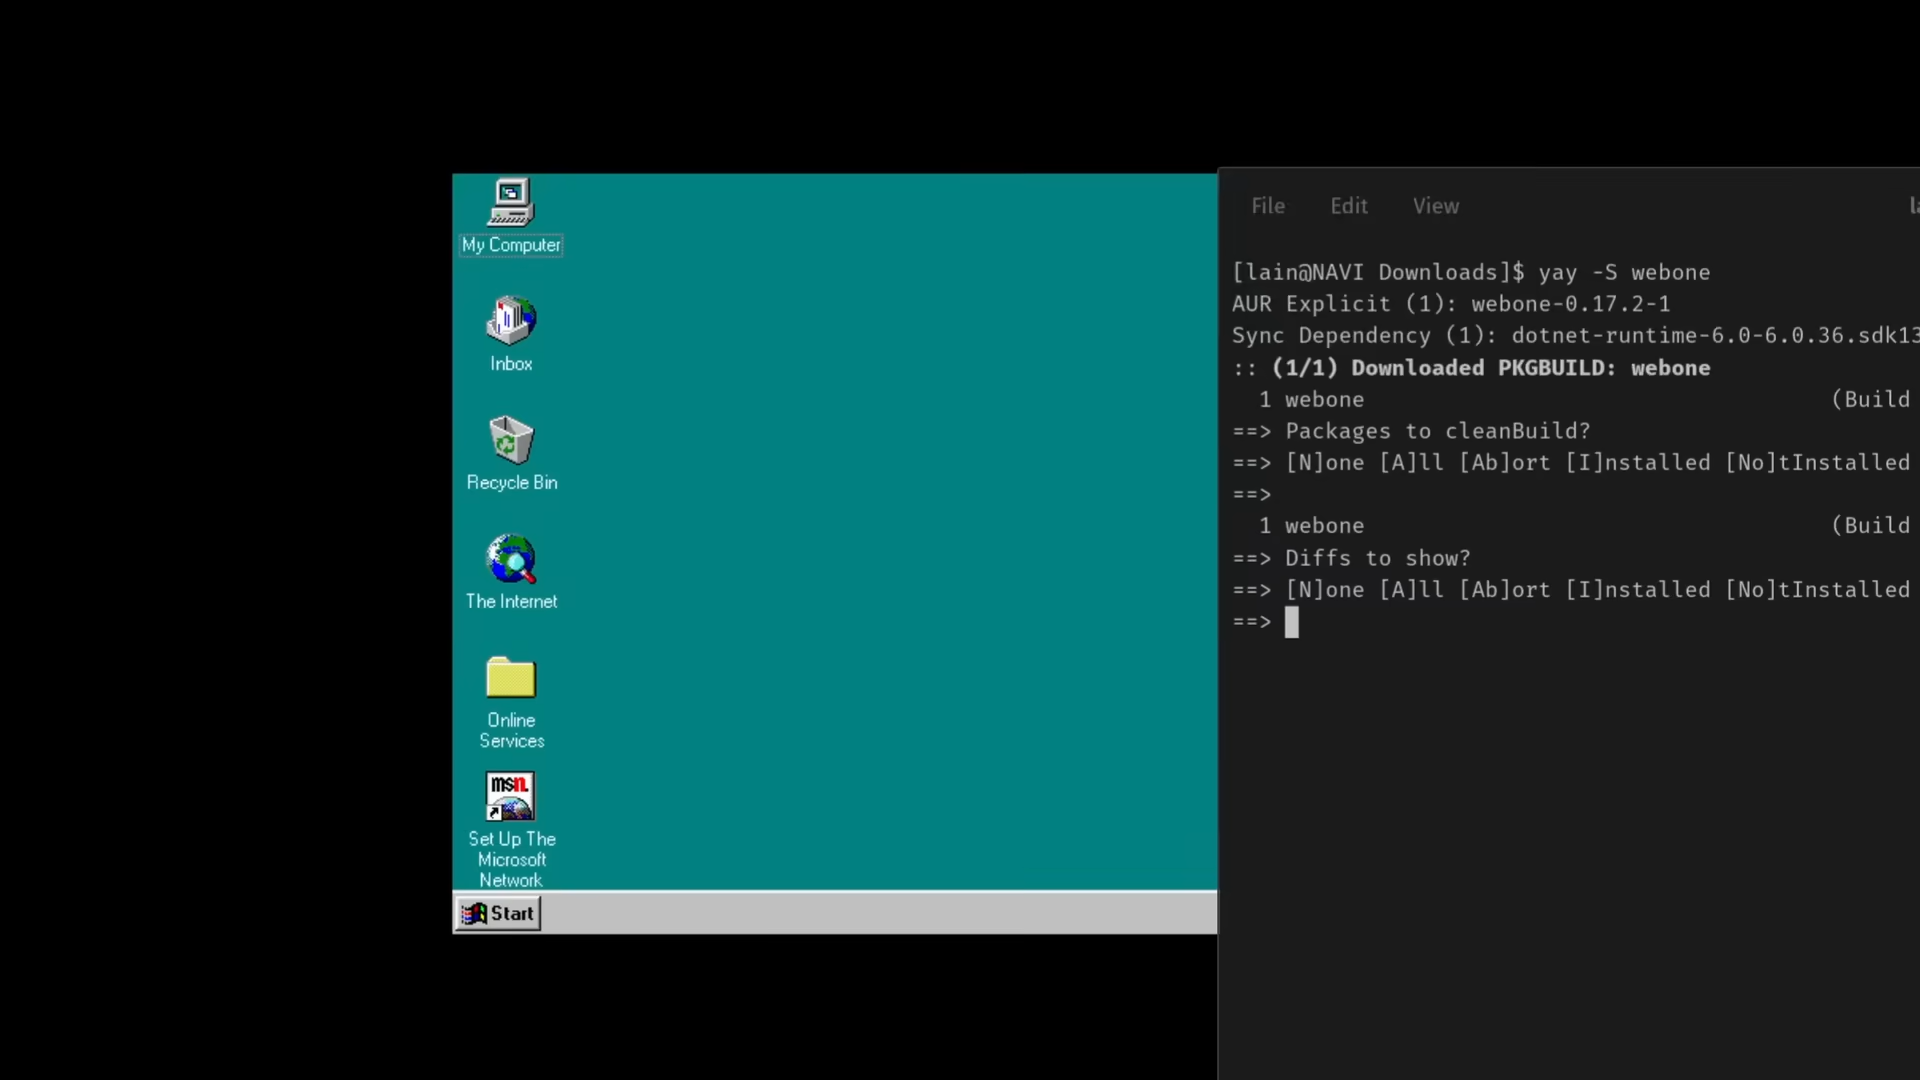 My Computer
Inbox
Recycle Bin
The Internet
Online
Services
msn.
Set Up The
Microsoft
Network
Start
File Edit View
[lain@NAVI Downloads]$ yay -S webone
AUR Explicit (1): webone-0.17.2-1
Sync Dependency (1): dotnet-runtime-6.0-6.0.36.sdk13
:: (1/1) Downloaded PKGBUILD: webone
1 webone (Build
==> Packages to cleanBuild?
==> [N]one [A]ll [Ab]ort [I]nstalled [No]tInstalled
==>
1 webone (Build
==> Diffs to show?
==> [N]one [A]ll [Ab]ort [I]nstalled [No]tInstalled
==>